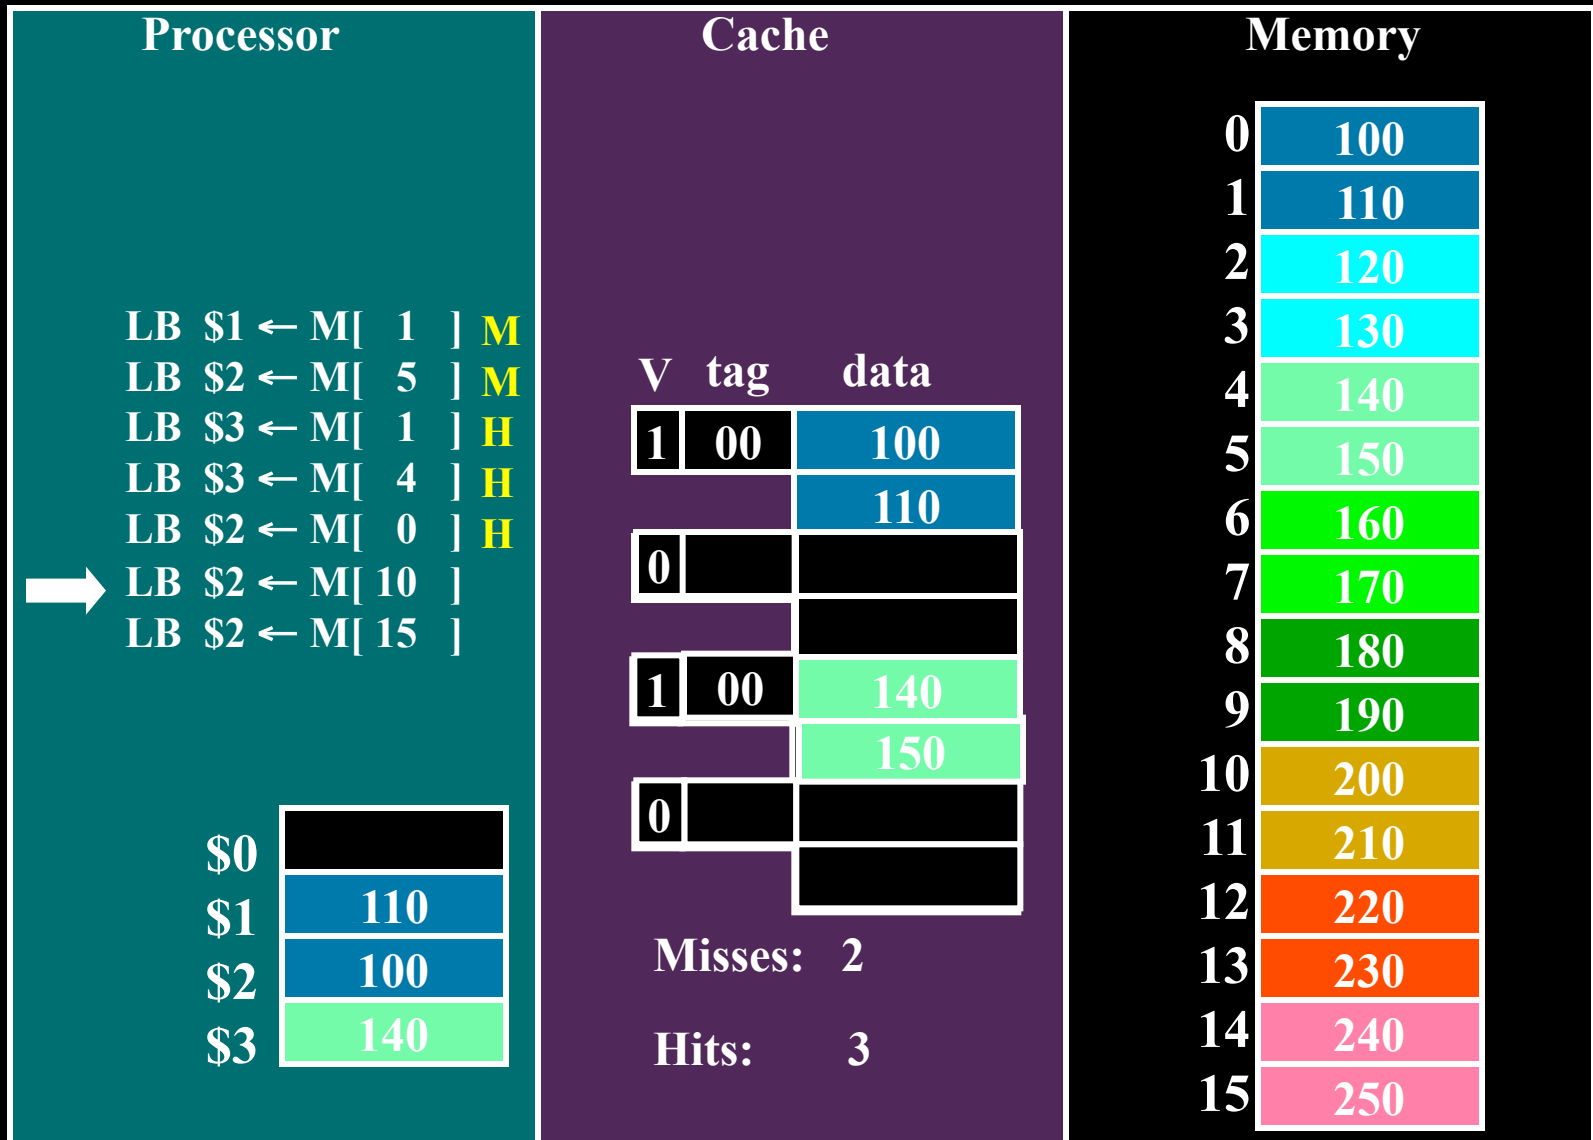 Processor
LB $1 ← M[ 1 ] M
LB $2 ← M[ 5 ] M
LB $3 ← M[ 1 ] H
LB $3 ← M[ 4 ] H
LB $2 ← M[ 0 ] H
LB $2 ← M[ 10 ]
LB $2 ← M[ 15 ]
$0
$1 110
$2 100
$3 140
Cache
V tag data
1 00 100
110
0
1 00 140
150
0
Misses: 2
Hits: 3
Memory
0 100
1 110
2 120
3 130
4 140
5 150
6 160
7 170
8 180
9 190
10 200
11 210
12 220
13 230
14 240
15 250